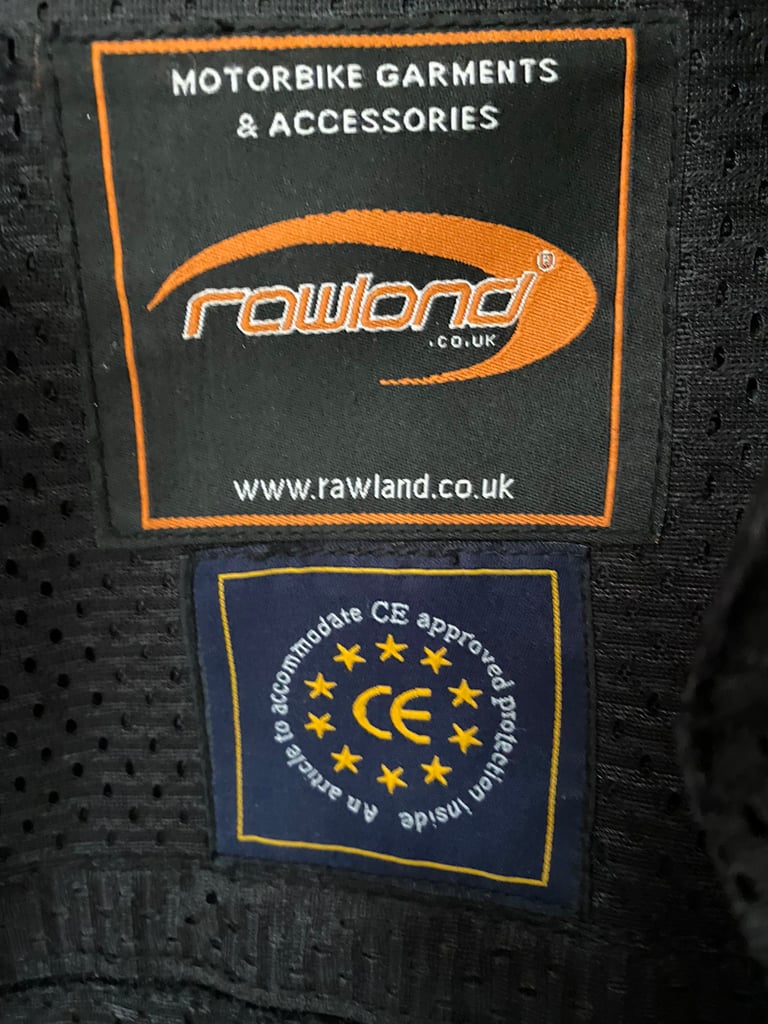 MOTORBIKE GARMENTS
& ACCESSORIES
rawland®
.CO.UK
www.rawland.co.uk
An article to accommodate CE approved protection inside
CE